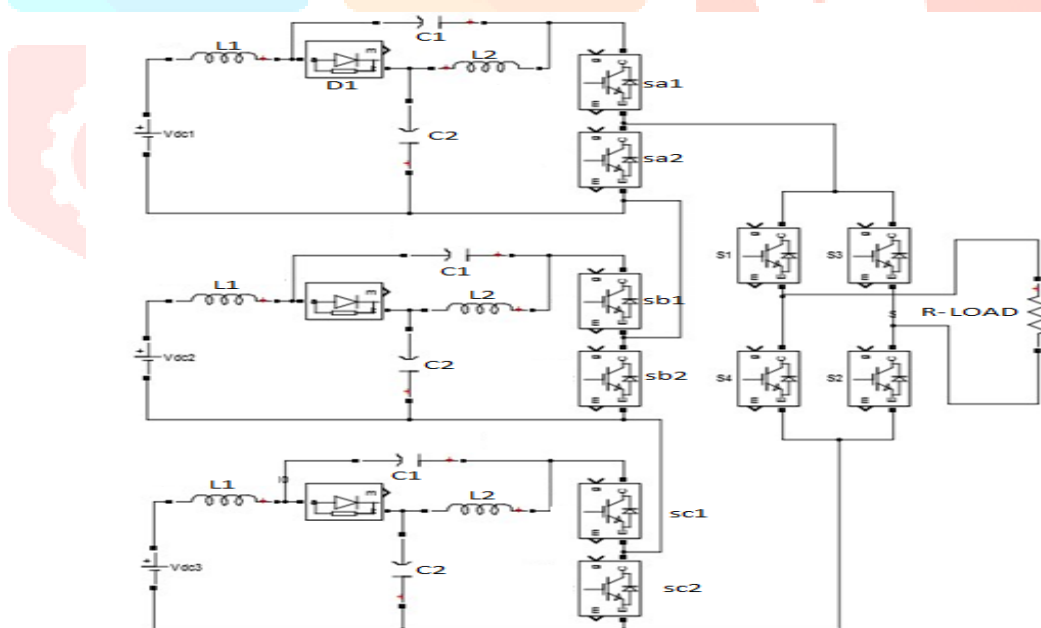 C1
L1
L2
D1
sa1
Vdc1
C2
sa2
C1
L1
L2
sb1
S1
S3
R-LOAD
Vdc2
C2
sb2
S4
S2
C1
L1
L2
sc1
Vdc3
C2
sc2